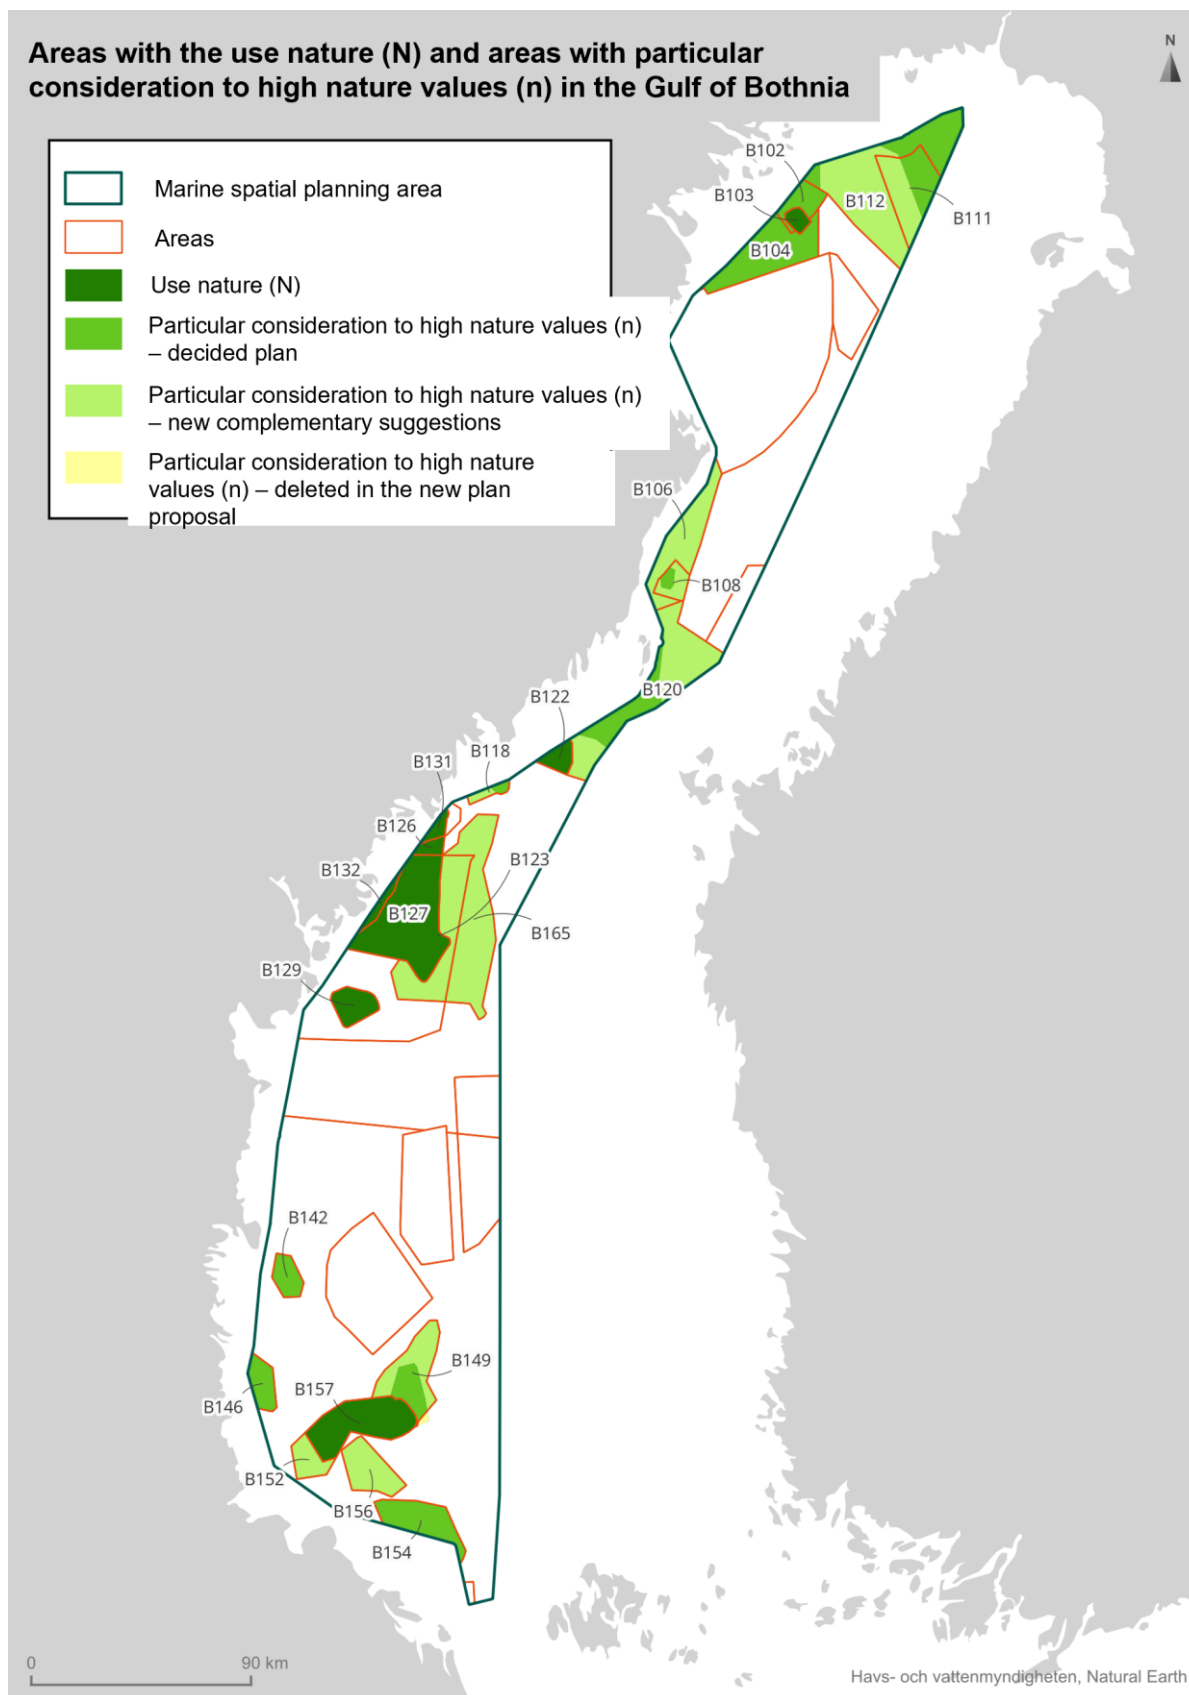 Areas with the use nature (N) and areas with particular
consideration to high nature values (n) in the Gulf of Bothnia
N
Marine spatial planning area
Areas
Use nature (N)
Particular consideration to high nature values (n)
– decided plan
Particular consideration to high nature values (n)
– new complementary suggestions
Particular consideration to high nature
values (n) – deleted in the new plan
proposal
B102
B103
B112
B111
B104
B106
B108
B120
B122
B118
B131
B126
B123
B132
B127
B165
B129
B142
B149
B157
B146
B152
B156
B154
0
90 km
Havs- och vattenmyndigheten, Natural Earth